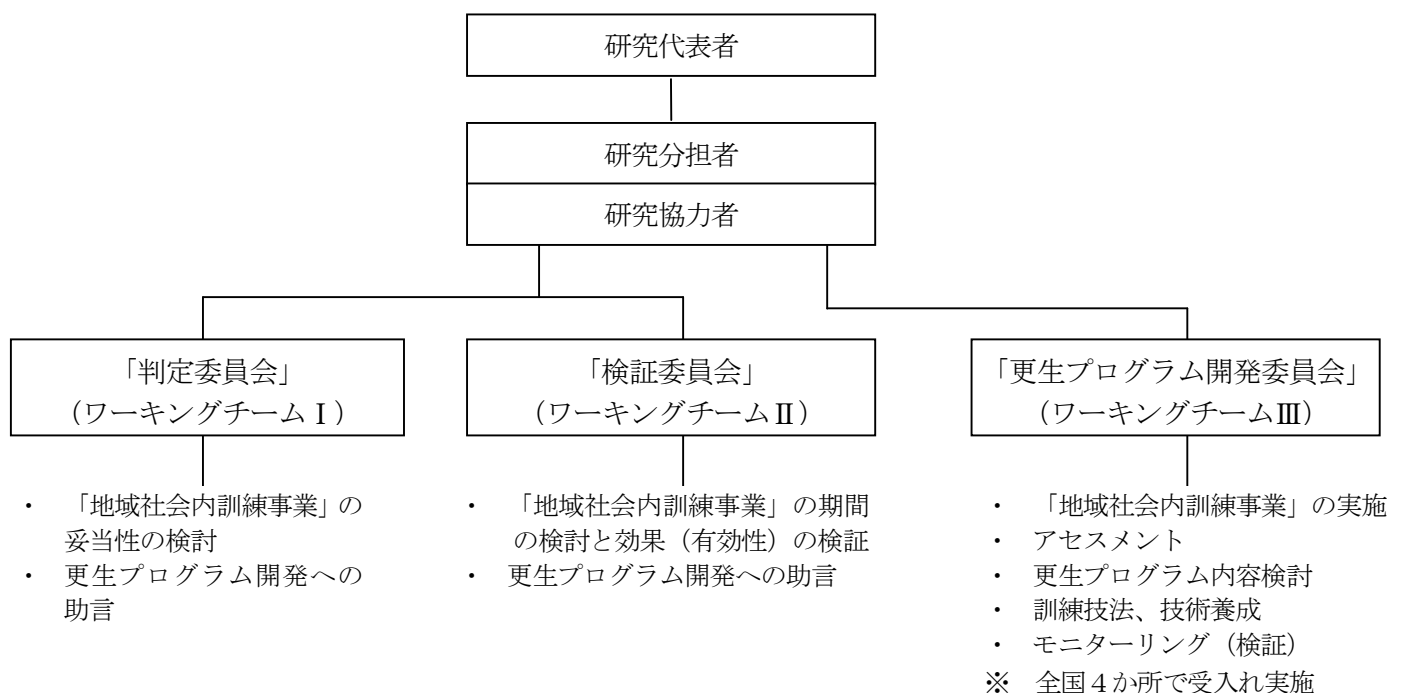 研究代表者
研究分担者
研究協力者
「判定委員会」
（ワーキングチームⅠ）
「検証委員会」
（ワーキングチームⅡ）
「更生プログラム開発委員会」
（ワーキングチームⅢ）
・ 「地域社会内訓練事業」の
妥当性の検討
・ 更生プログラム開発への
助言
・ 「地域社会内訓練事業」の期間
の検討と効果（有効性）の検証
・ 更生プログラム開発への助言
・ 「地域社会内訓練事業」の実施
・ アセスメント
・ 更生プログラム内容検討
・ 訓練技法、技術養成
・ モニターリング（検証）
※ 全国４か所で受入れ実施